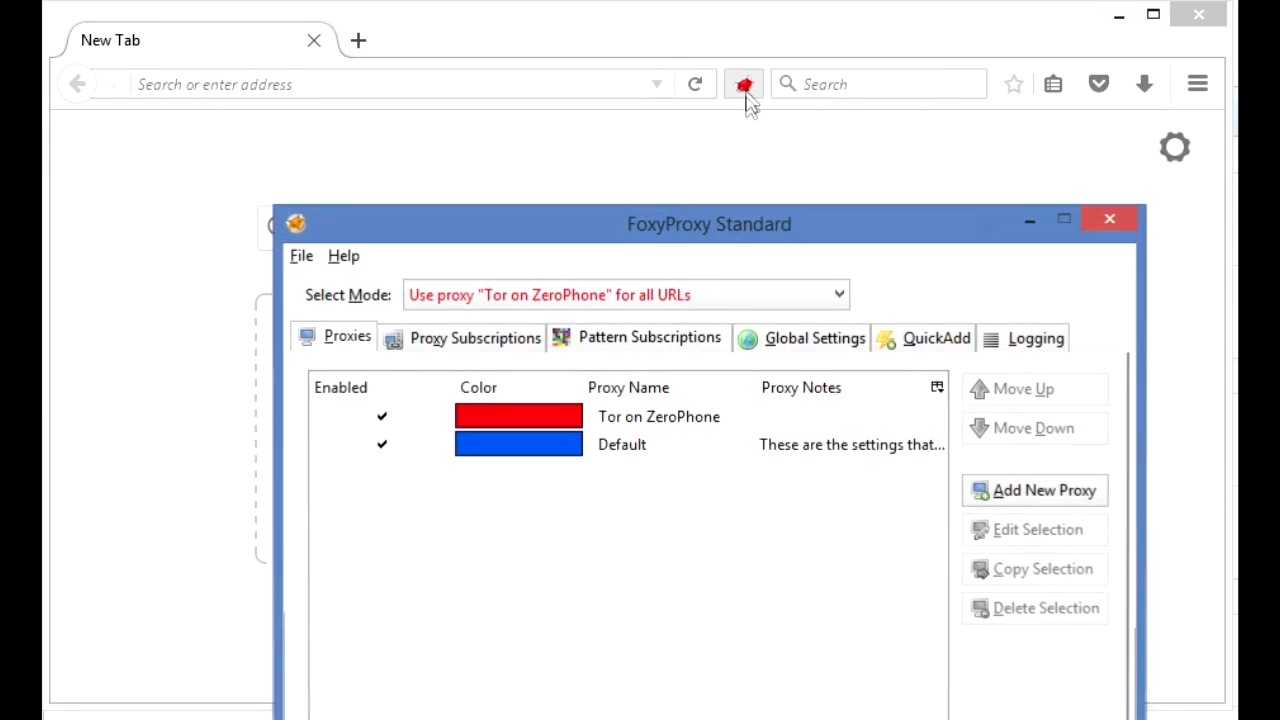 New Tab
Search or enter address
Search
FoxyProxy Standard
File Help
Select Mode: Use proxy "Tor on ZeroPhone" for all URLs
Proxies Proxy Subscriptions Pattern Subscriptions Global Settings QuickAdd Logging
Enabled Color Proxy Name Proxy Notes
Tor on ZeroPhone
Default These are the settings that...
Move Up
Move Down
Add New Proxy
Edit Selection
Copy Selection
Delete Selection